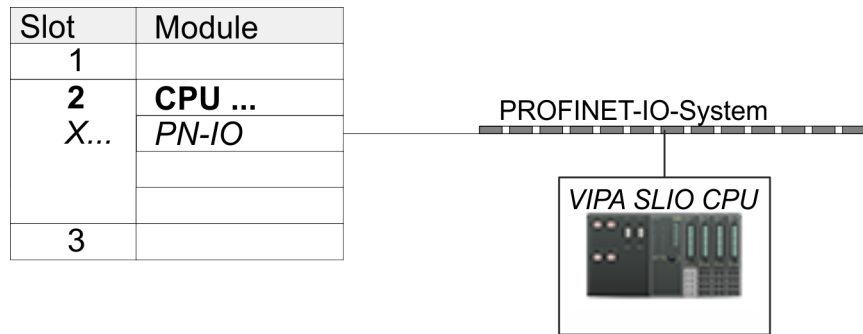 Slot Module
1
2 CPU ...
X... PN-IO
3
PROFINET-IO-System
VIPA SLIO CPU